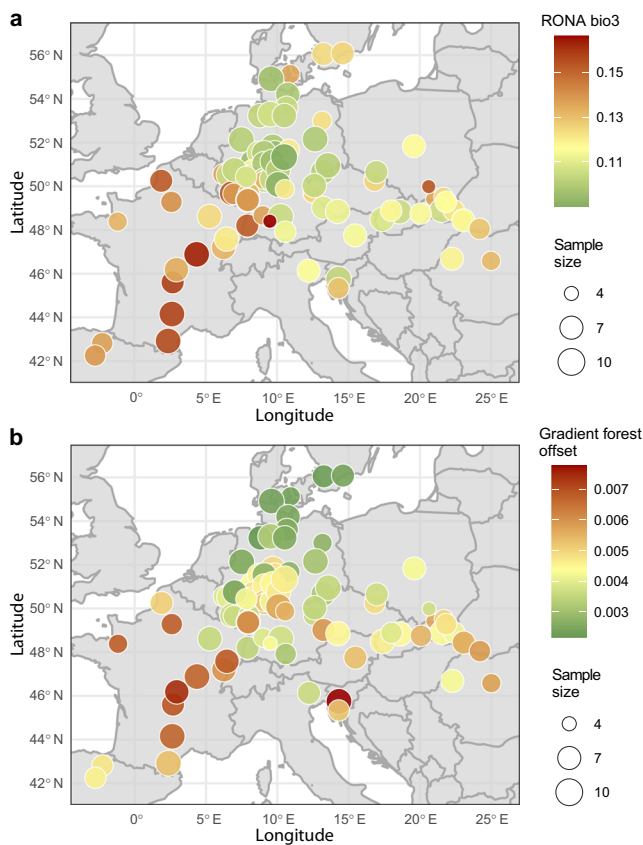 a
56° N
54° N
52° N
50° N
48° N
46° N
44° N
42° N
Latitude
0°
5° E
10° E
15° E
20° E
25° E
Longitude
RONA bio3
0.15
0.11
Sample
size
4
7
10
b
56° N
54° N
52° N
50° N
48° N
46° N
44° N
42° N
Latitude
0°
5° E
10° E
15° E
20° E
25° E
Longitude
Gradient forest
offset
0.007
0.006
0.005
0.004
0.003
Sample
size
4
7
10